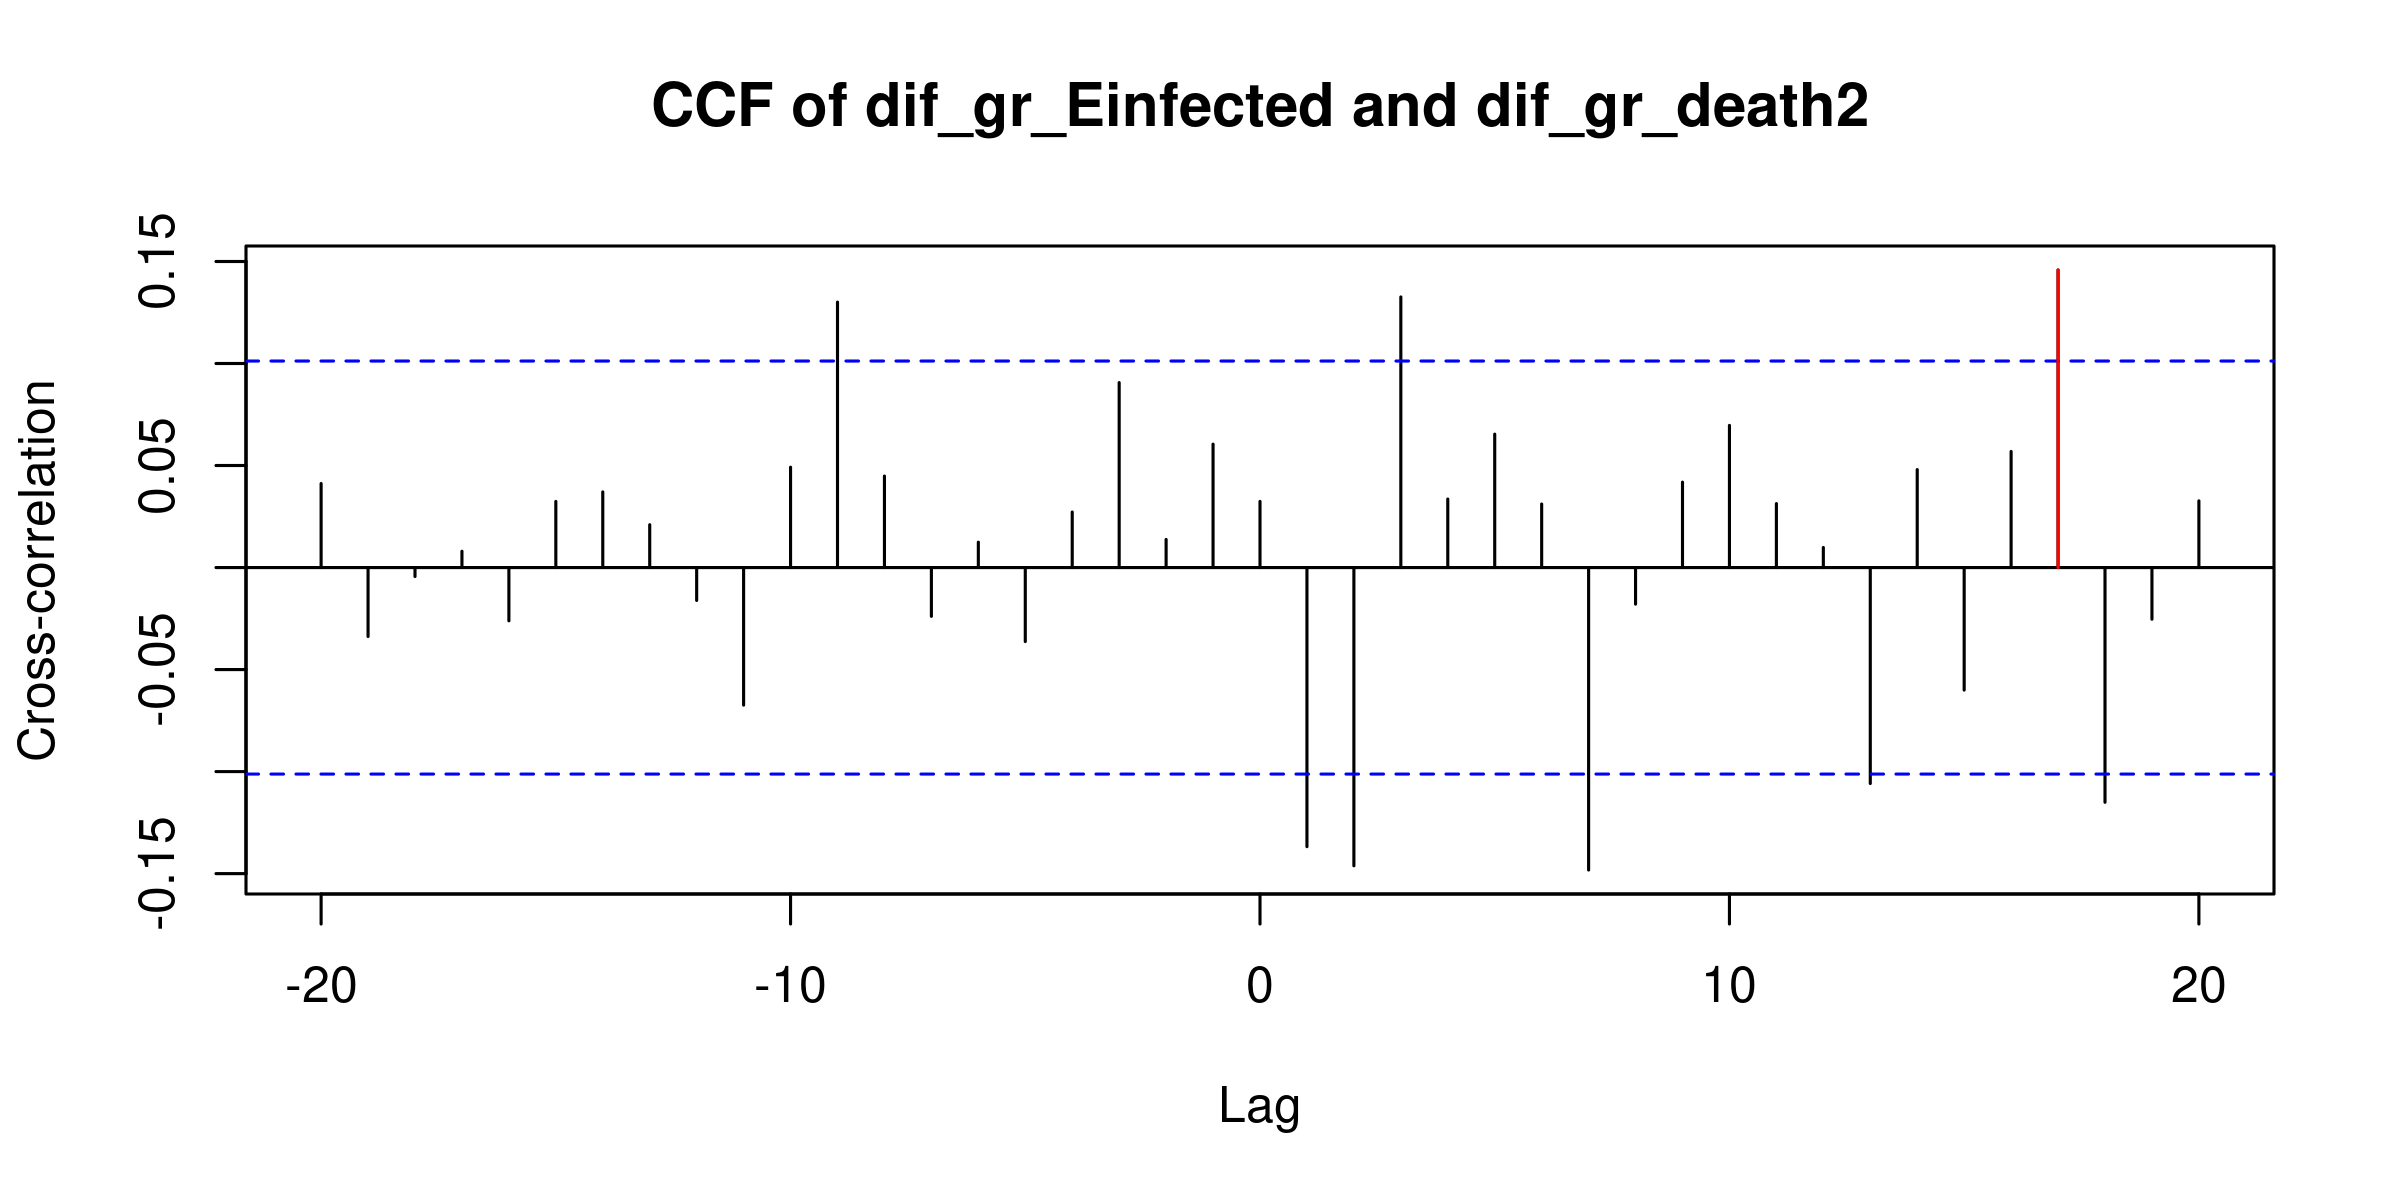 CCF of dif_gr_Einfected and dif_gr_death2
Cross-correlation
0.15
0.05
-0.05
-0.15
-20 -10 0 10 20
Lag